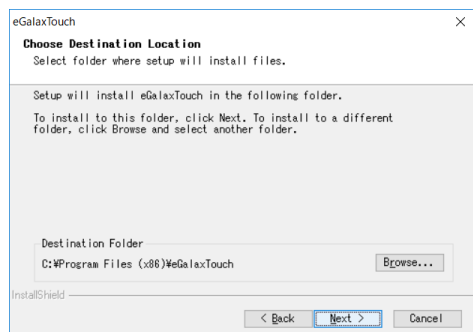 eGalaxTouch
Choose Destination Location
Select folder where setup will install files.
Setup will install eGalaxTouch in the following folder.
To install to this folder, click Next. To install to a different
folder, click Browse and select another folder.
Destination Folder
C:¥Program Files (x86)¥eGalaxTouch
Browse...
InstallShield
< Back
Next >
Cancel